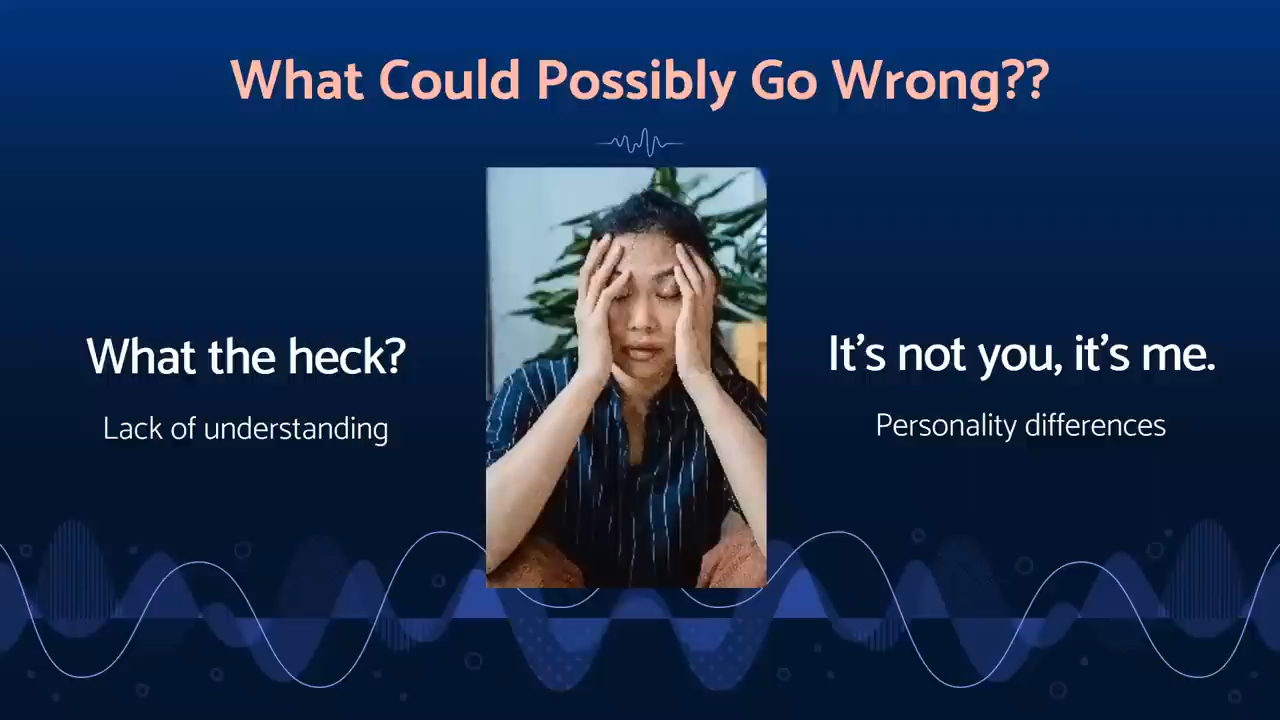 What Could Possibly Go Wrong??
What the heck?
Lack of understanding
It's not you, it's me.
Personality differences